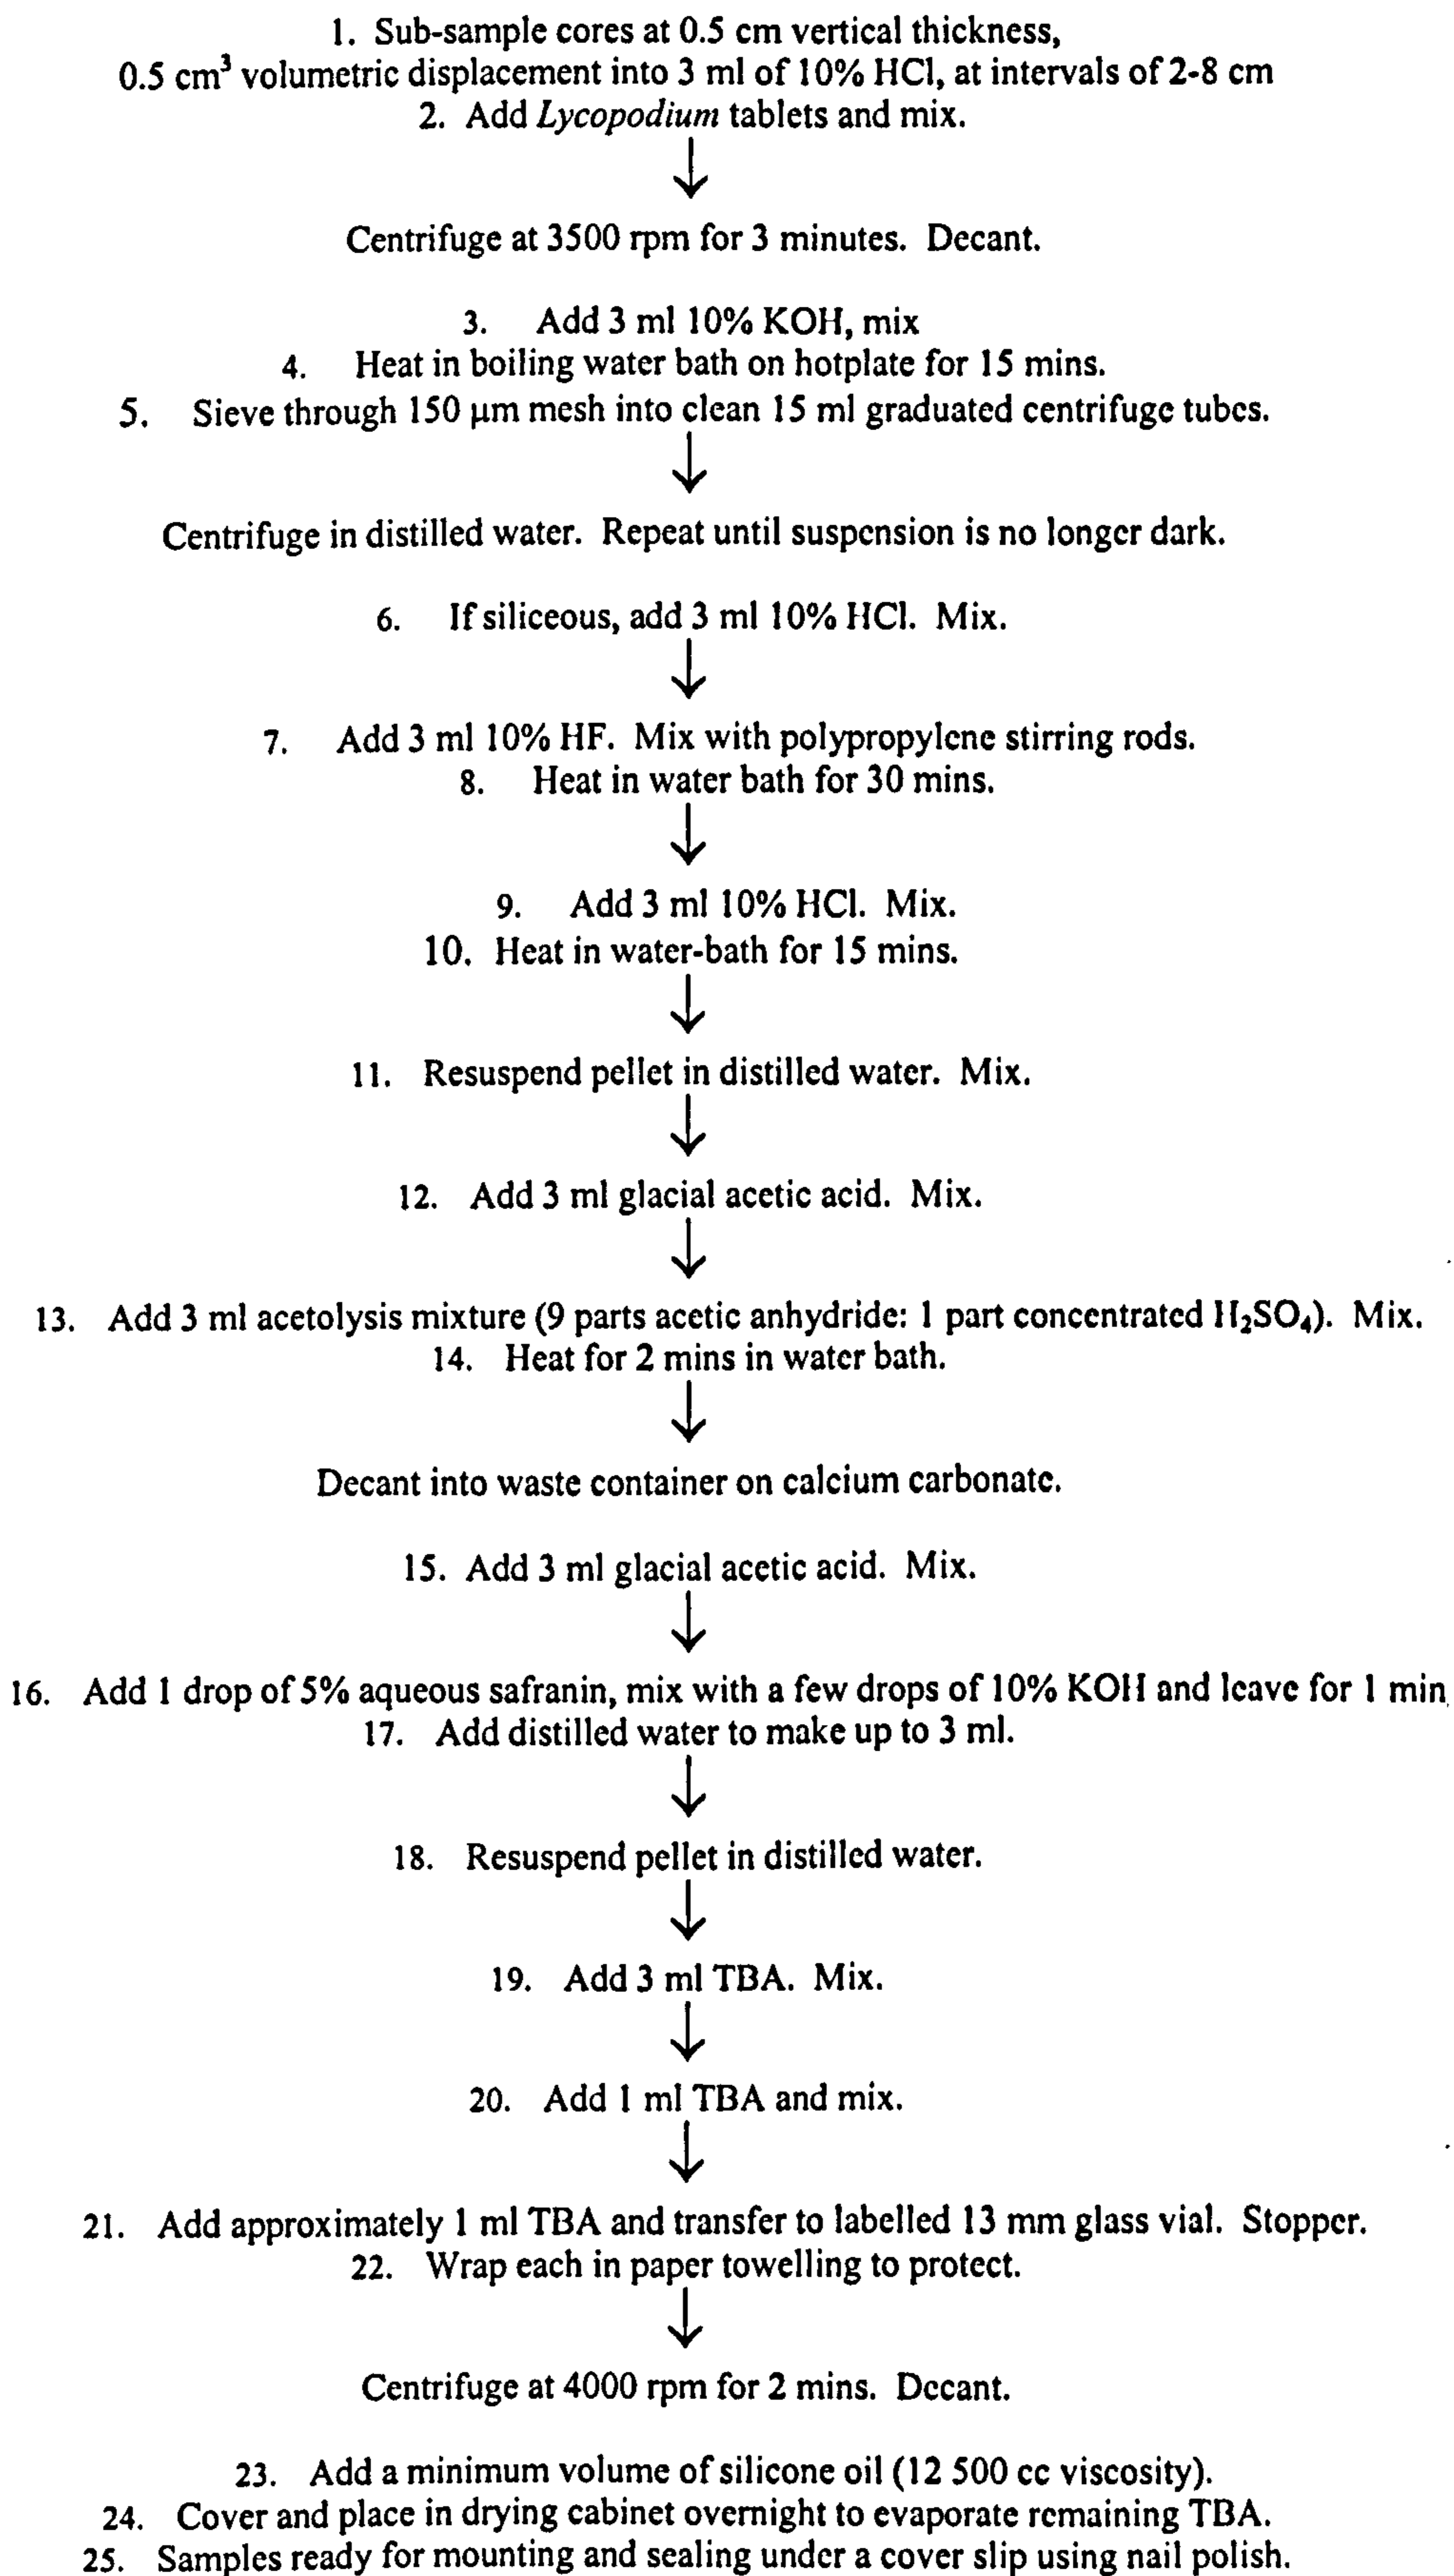 1. Sub-sample cores at 0.5 cm vertical thickness,
0.5 cm³ volumetric displacement into 3 ml of 10% HCl, at intervals of 2-8 cm
2. Add Lycopodium tablets and mix.
↓
Centrifuge at 3500 rpm for 3 minutes. Decant.
3. Add 3 ml 10% KOH, mix
4. Heat in boiling water bath on hotplate for 15 mins.
5. Sieve through 150 µm mesh into clean 15 ml graduated centrifuge tubes.
↓
Centrifuge in distilled water. Repeat until suspension is no longer dark.
6. If siliceous, add 3 ml 10% HCl. Mix.
↓
7. Add 3 ml 10% HF. Mix with polypropylene stirring rods.
8. Heat in water bath for 30 mins.
↓
9. Add 3 ml 10% HCl. Mix.
10. Heat in water-bath for 15 mins.
↓
11. Resuspend pellet in distilled water. Mix.
↓
12. Add 3 ml glacial acetic acid. Mix.
↓
13. Add 3 ml acetolysis mixture (9 parts acetic anhydride: 1 part concentrated H₂SO₄). Mix.
14. Heat for 2 mins in water bath.
↓
Decant into waste container on calcium carbonate.
15. Add 3 ml glacial acetic acid. Mix.
↓
16. Add 1 drop of 5% aqueous safranin, mix with a few drops of 10% KOH and leave for 1 min.
17. Add distilled water to make up to 3 ml.
↓
18. Resuspend pellet in distilled water.
↓
19. Add 3 ml TBA. Mix.
↓
20. Add 1 ml TBA and mix.
↓
21. Add approximately 1 ml TBA and transfer to labelled 13 mm glass vial. Stopper.
22. Wrap each in paper towelling to protect.
↓
Centrifuge at 4000 rpm for 2 mins. Decant.
23. Add a minimum volume of silicone oil (12 500 cc viscosity).
24. Cover and place in drying cabinet overnight to evaporate remaining TBA.
25. Samples ready for mounting and sealing under a cover slip using nail polish.